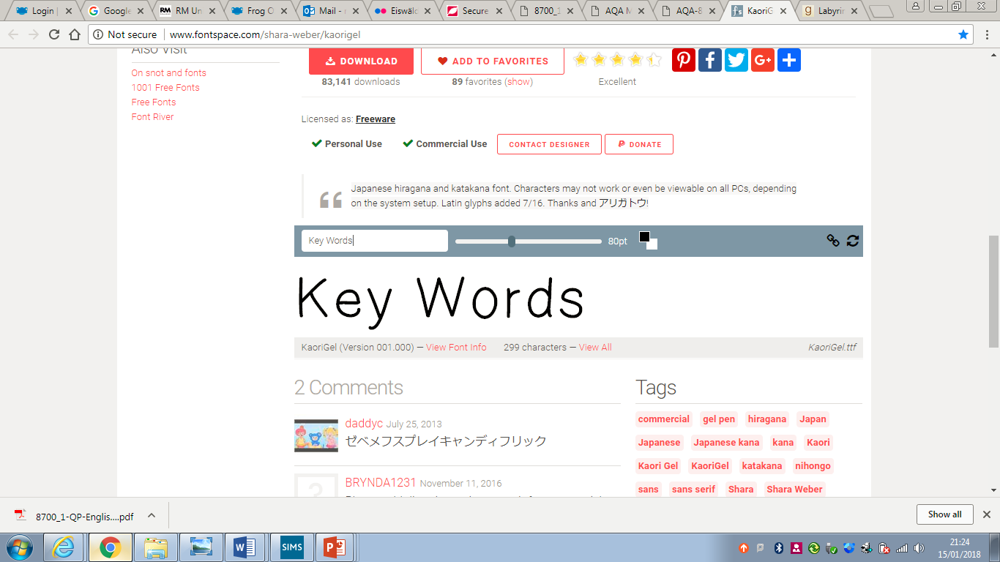 Login |
Google
RM Un
Frog O
Mail -
Eiswäld
Secure
8700_1
AQA M
AQA-8
KaoriG
Labyrin
Not secure www.fontspace.com/shara-weber/kaorigel
Also Visit
On snot and fonts
1001 Free Fonts
Free Fonts
Font River
DOWNLOAD
ADD TO FAVORITES
83,141 downloads
89 favorites (show)
Excellent
Licensed as: Freeware
Personal Use
Commercial Use
CONTACT DESIGNER
DONATE
Japanese hiragana and katakana font. Characters may not work or even be viewable on all PCs, depending
on the system setup. Latin glyphs added 7/16. Thanks and アリガトウ!
Key Words
80pt
Key Words
KaoriGel (Version 001.000) — View Font Info
299 characters — View All
KaoriGel.ttf
2 Comments
daddyc July 25, 2013
ゼベメフスプレイキャンディフリック
BRYNDA1231 November 11, 2016
Tags
commercial gel pen hiragana Japan
Japanese Japanese kana kana Kaori
Kaori Gel KaoriGel katakana nihongo
sans sans serif Shara Shara Weber
8700_1-QP-Englis....pdf
Show all
SIMS
21:24
15/01/2018